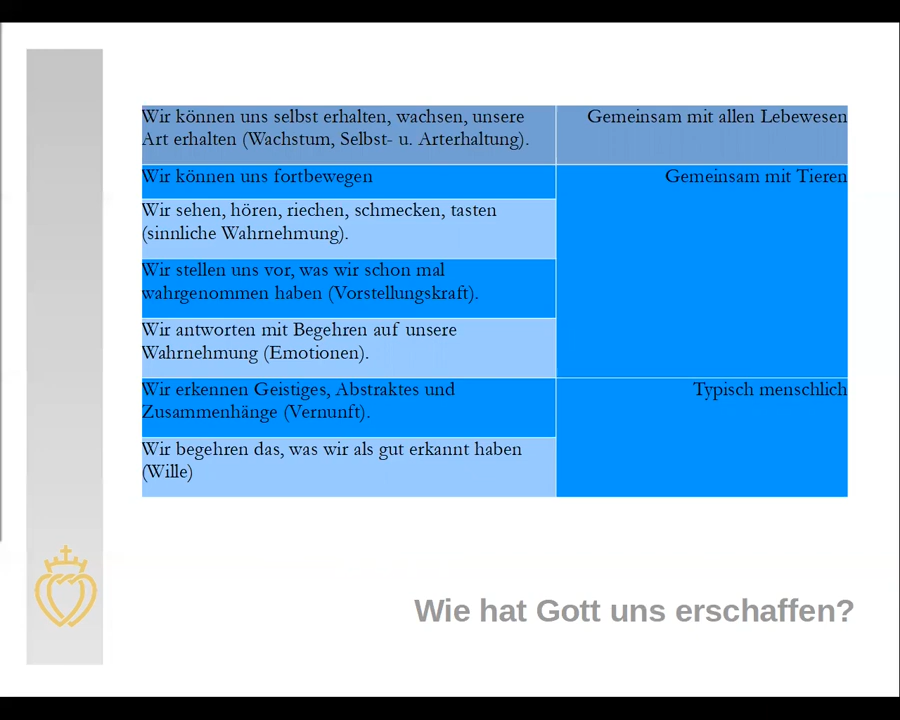 Wir können uns selbst erhalten, wachsen, unsere
Art erhalten (Wachstum, Selbst- u. Arterhaltung).
Gemeinsam mit allen Lebewesen
Wir können uns fortbewegen
Gemeinsam mit Tieren
Wir sehen, hören, riechen, schmecken, tasten
(sinnliche Wahrnehmung).
Wir stellen uns vor, was wir schon mal
wahrgenommen haben (Vorstellungskraft).
Wir antworten mit Begehren auf unsere
Wahrnehmung (Emotionen).
Wir erkennen Geistiges, Abstraktes und
Zusammenhänge (Vernunft).
Typisch menschlich
Wir begehren das, was wir als gut erkannt haben
(Wille)
Wie hat Gott uns erschaffen?